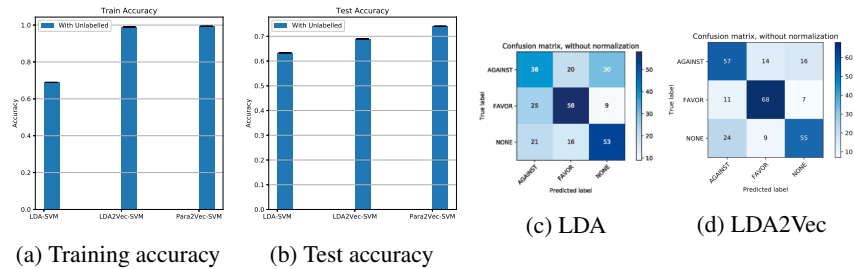 Train Accuracy
With Unlabelled
Accuracy
1.0
0.8
0.6
0.4
0.2
0.0
LDA-SVM LDA2Vec-SVM Para2Vec-SVM
(a) Training accuracy
Test Accuracy
With Unlabelled
Accuracy
0.7
0.6
0.5
0.4
0.3
0.2
0.1
0.0
LDA-SVM LDA2Vec-SVM Para2Vec-SVM
(b) Test accuracy
Confusion matrix, without normalization
True label
AGAINST 38 20 30
FAVOR 25 58 9
NONE 21 16 53
AGAINST FAVOR NONE
Predicted label
50
40
30
20
10
(c) LDA
Confusion matrix, without normalization
True label
AGAINST 57 14 16
FAVOR 11 68 7
NONE 24 9 55
AGAINST FAVOR NONE
Predicted label
60
50
40
30
20
10
(d) LDA2Vec